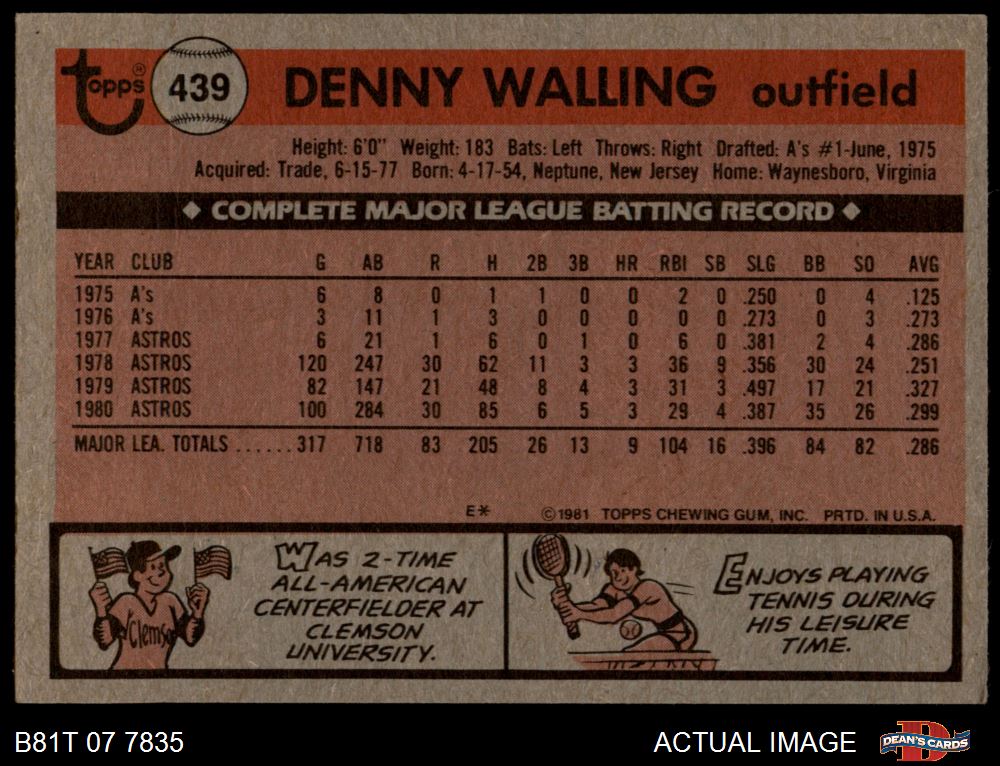 Topps® 439 DENNY WALLING outfield
Height: 6'0" Weight: 183 Bats: Left Throws: Right Drafted: A's #1-June, 1975
Acquired: Trade, 6-15-77 Born: 4-17-54, Neptune, New Jersey Home: Waynesboro, Virginia
◆ COMPLETE MAJOR LEAGUE BATTING RECORD ◆
YEAR CLUB G AB R H 2B 3B HR RBI SB SLG BB SO AVG
1975 A's 6 8 0 1 1 0 0 2 0 .250 0 4 .125
1976 A's 3 11 1 3 0 0 0 0 0 .273 0 3 .273
1977 ASTROS 6 21 1 6 0 1 0 6 0 .381 2 4 .286
1978 ASTROS 120 247 30 62 11 3 3 36 9 .356 30 24 .251
1979 ASTROS 82 147 21 48 8 4 3 31 3 .497 17 21 .327
1980 ASTROS 100 284 30 85 6 5 3 29 4 .387 35 26 .299
MAJOR LEA. TOTALS ...... 317 718 83 205 26 13 9 104 16 .396 84 82 .286
E* ©1981 TOPPS CHEWING GUM, INC. PRTD. IN U.S.A.
Clemson
WAS 2-TIME
ALL-AMERICAN
CENTERFIELDER AT
CLEMSON
UNIVERSITY.
ENJOYS PLAYING
TENNIS DURING
HIS LEISURE
TIME.
B81T 07 7835
ACTUAL IMAGE
DEAN'S CARDS